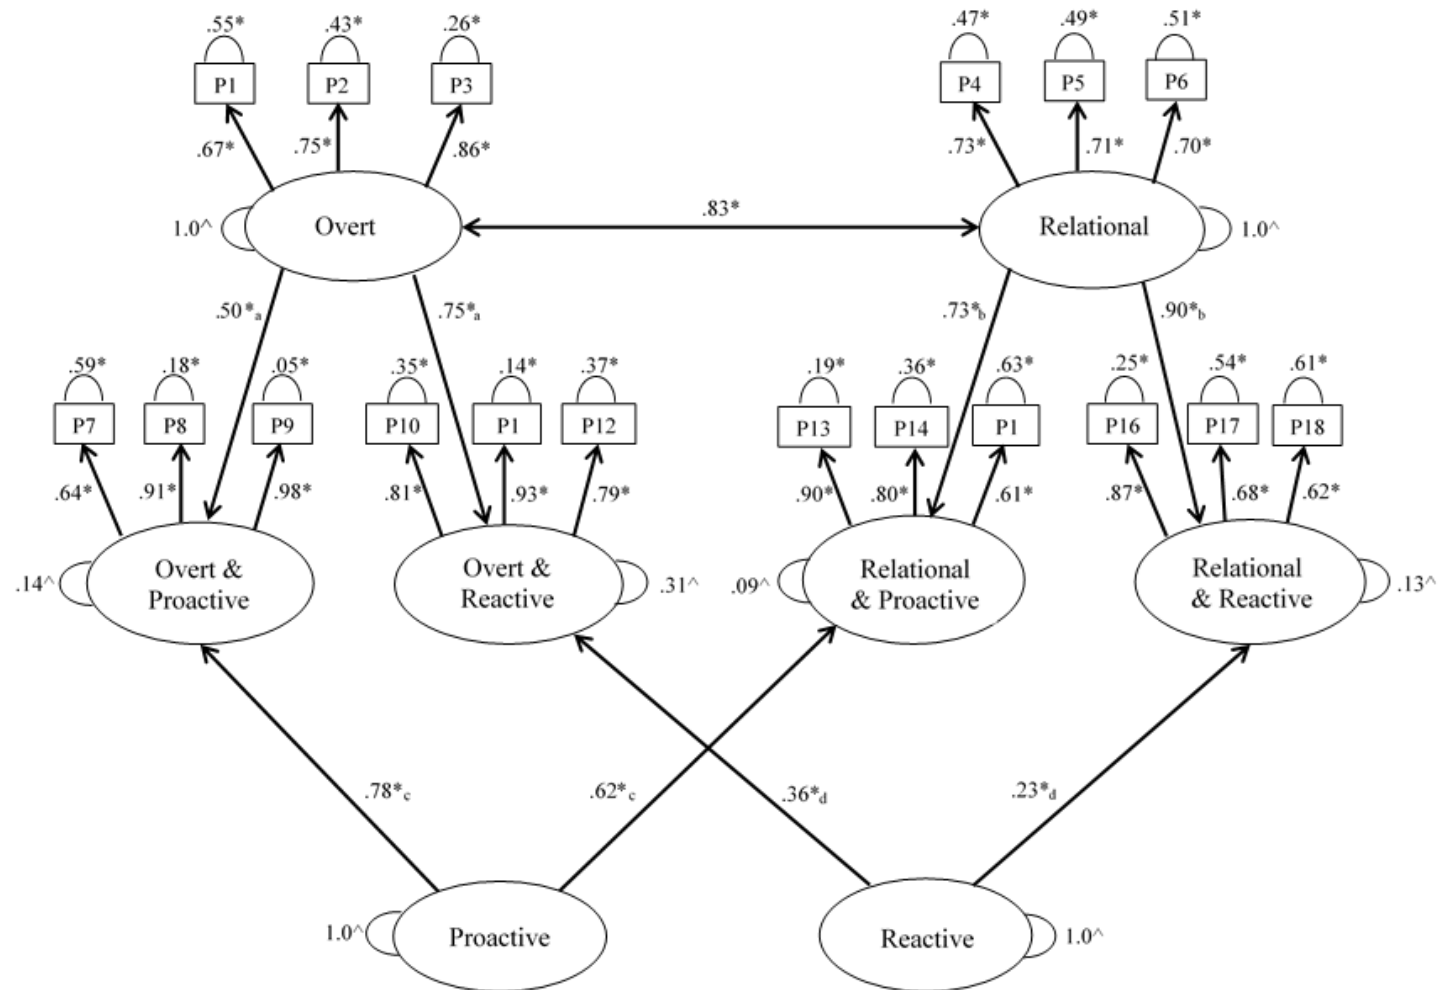 .55* .43* .26* .47* .49* .51*
P1 P2 P3 P4 P5 P6
.67* .75* .86* .73* .71* .70*
1.0^ Overt .83* Relational 1.0^
.50*a .75*a .73*b .90*b
.59* .18* .05* .35* .14* .37* .19* .36* .63* .25* .54* .61*
P7 P8 P9 P10 P1 P12 P13 P14 P1 P16 P17 P18
.64* .91* .98* .81* .93* .79* .90* .80* .61* .87* .68* .62*
.14^ Overt &
Proactive
Overt &
Reactive
.31^
.09^ Relational
& Proactive
Relational
& Reactive
.13^
.78*c .62*c .36*d .23*d
1.0^ Proactive Reactive 1.0^